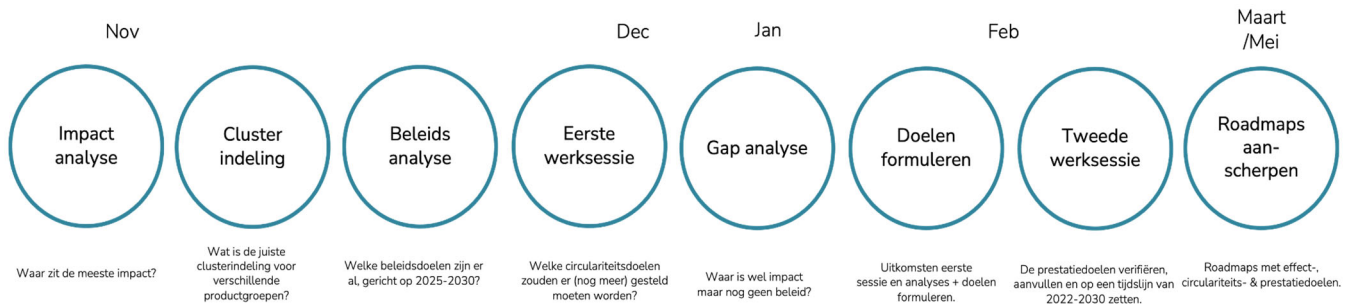 Nov
Dec
Jan
Feb
Maart
/Mei
Impact
analyse
Cluster
indeling
Beleids
analyse
Eerste
werksessie
Gap analyse
Doelen
formuleren
Tweede
werksessie
Roadmaps
aan-
scherpen
Waar zit de meeste impact?
Wat is de juiste
clusterindeling voor
verschillende
productgroepen?
Welke beleidsdoelen zijn er
al, gericht op 2025-2030?
Welke circulariteitsdoelen
zouden er (nog meer) gesteld
moeten worden?
Waar is wel impact
maar nog geen beleid?
Uitkomsten eerste
sessie en analyses + doelen
formuleren.
De prestatiedoelen verifiëren,
aanvullen en op een tijdslijn van
2022-2030 zetten.
Roadmaps met effect-,
circulariteits- & prestatiedoelen.